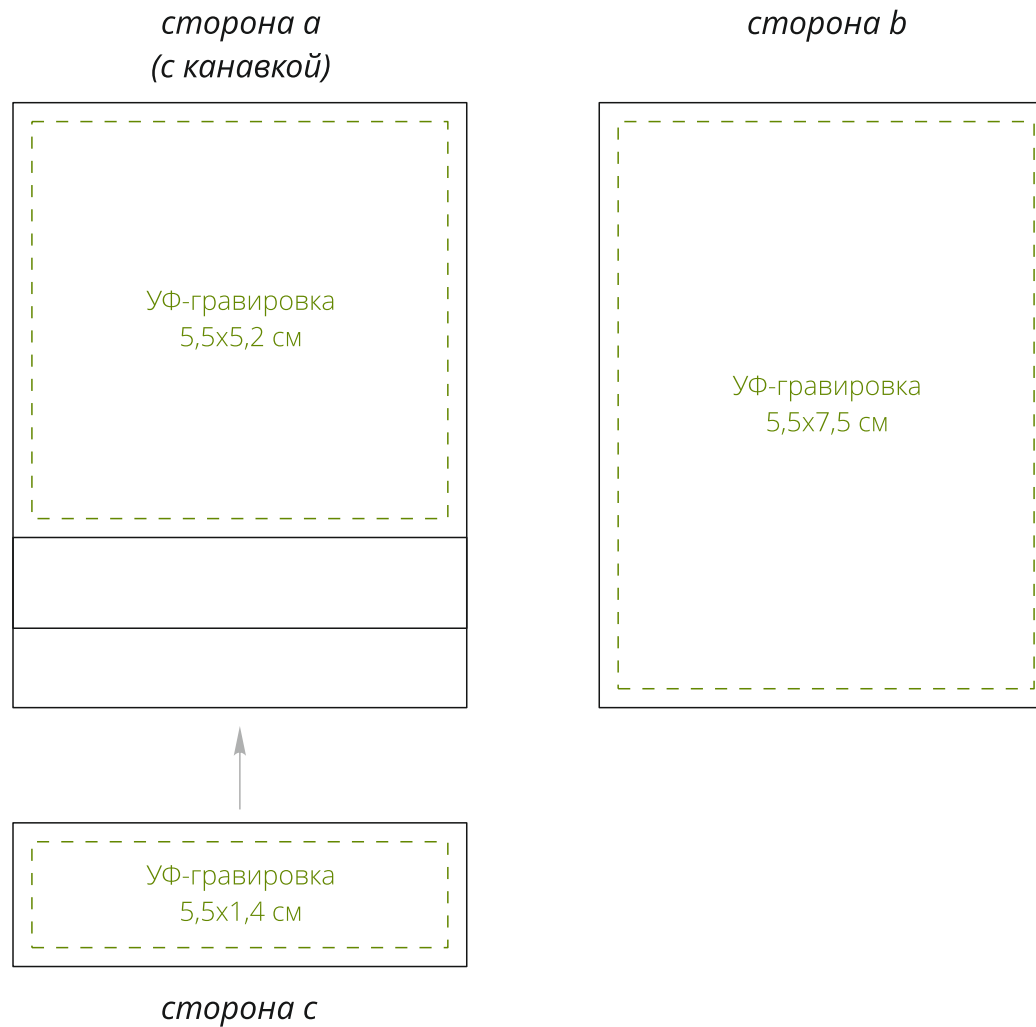 сторона a
(с канавкой)
УФ-гравировка
5,5x5,2 см
сторона b
УФ-гравировка
5,5x7,5 см
УФ-гравировка
5,5x1,4 см
сторона c